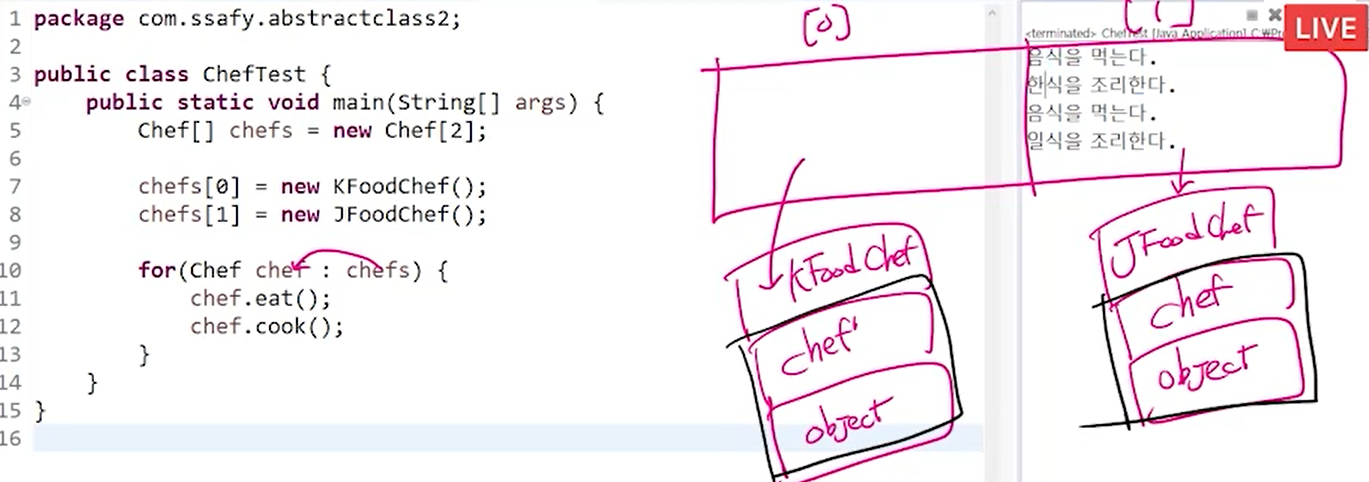 1 package com.ssafy.abstractclass2;
2
3 public class ChefTest {
4 public static void main(String[] args) {
5 Chef[] chefs = new Chef[2];
6
7 chefs[0] = new KFoodChef();
8 chefs[1] = new JFoodChef();
9
10 for(Chef chef : chefs) {
11 chef.eat();
12 chef.cook();
13 }
14 }
15 }
16
[0]
[1]
<terminated> ChefTest [Java Application] C:₩Pr
LIVE
음식을 먹는다.
한식을 조리한다.
음식을 먹는다.
일식을 조리한다.
KFoodChef
chef
object
JFoodChef
chef
object